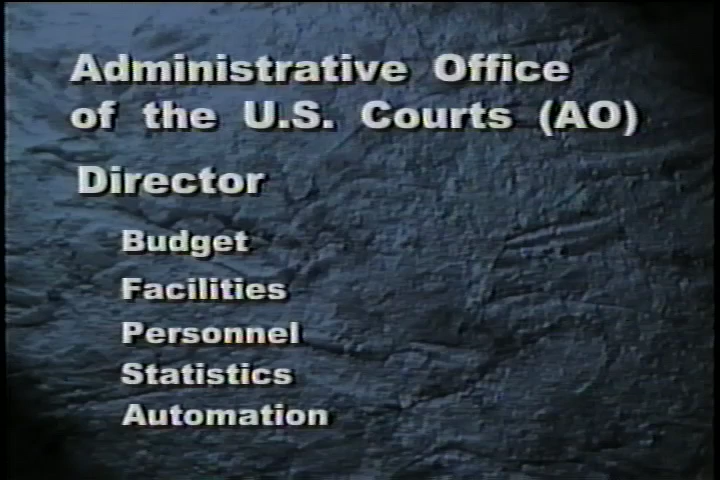 Administrative Office
of the U.S. Courts (AO)
Director
Budget
Facilities
Personnel
Statistics
Automation